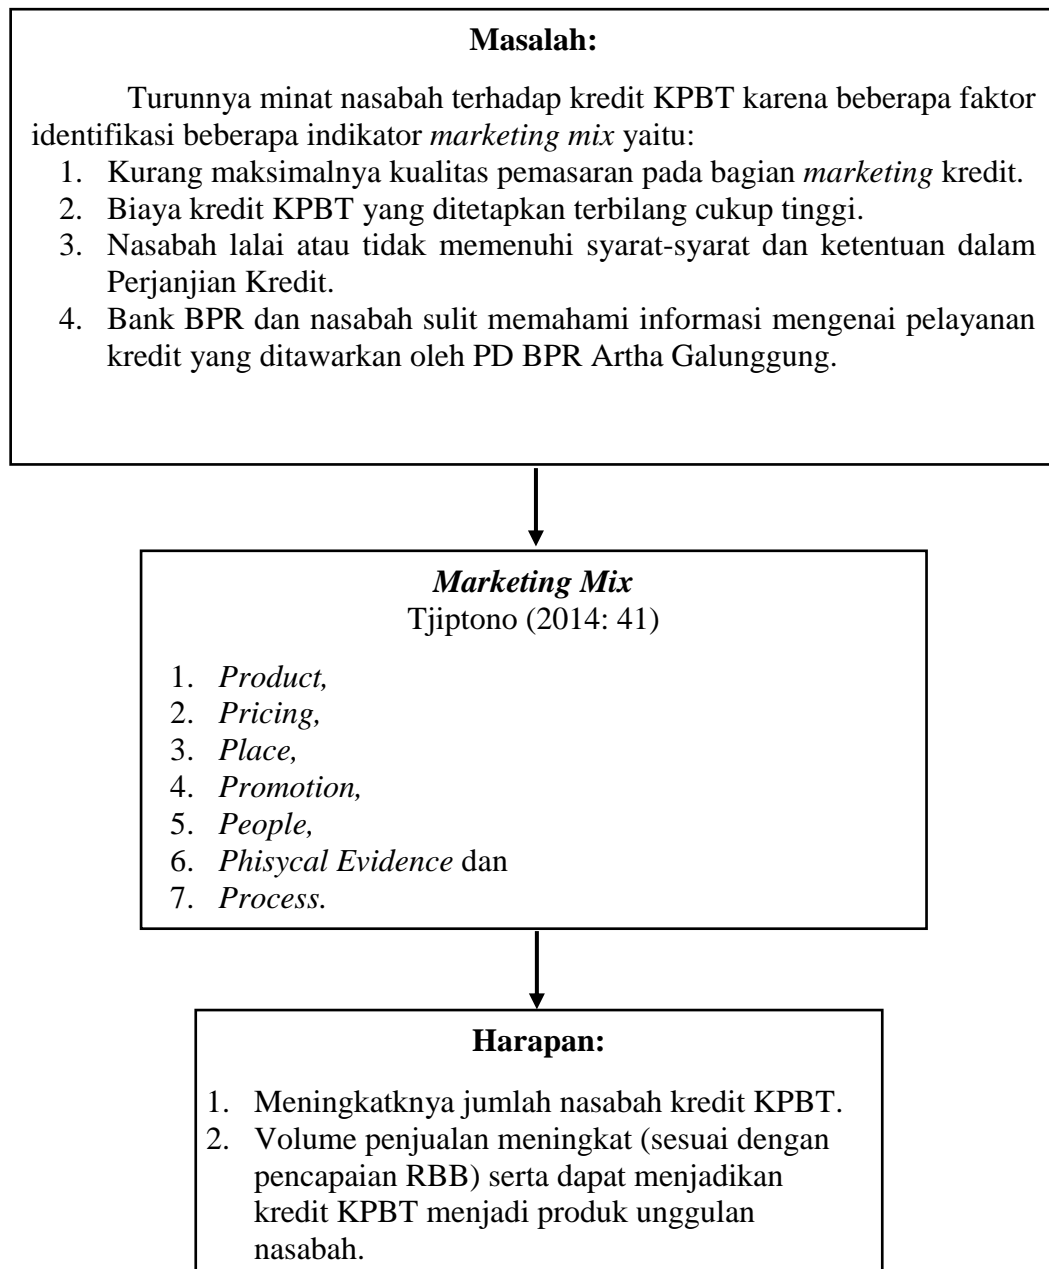 Masalah:
Turunnya minat nasabah terhadap kredit KPBT karena beberapa faktor
identifikasi beberapa indikator marketing mix yaitu:
1. Kurang maksimalnya kualitas pemasaran pada bagian marketing kredit.
2. Biaya kredit KPBT yang ditetapkan terbilang cukup tinggi.
3. Nasabah lalai atau tidak memenuhi syarat-syarat dan ketentuan dalam
Perjanjian Kredit.
4. Bank BPR dan nasabah sulit memahami informasi mengenai pelayanan
kredit yang ditawarkan oleh PD BPR Artha Galunggung.
Marketing Mix
Tjiptono (2014: 41)
1. Product,
2. Pricing,
3. Place,
4. Promotion,
5. People,
6. Phisycal Evidence dan
7. Process.
Harapan:
1. Meningkatknya jumlah nasabah kredit KPBT.
2. Volume penjualan meningkat (sesuai dengan
pencapaian RBB) serta dapat menjadikan
kredit KPBT menjadi produk unggulan
nasabah.